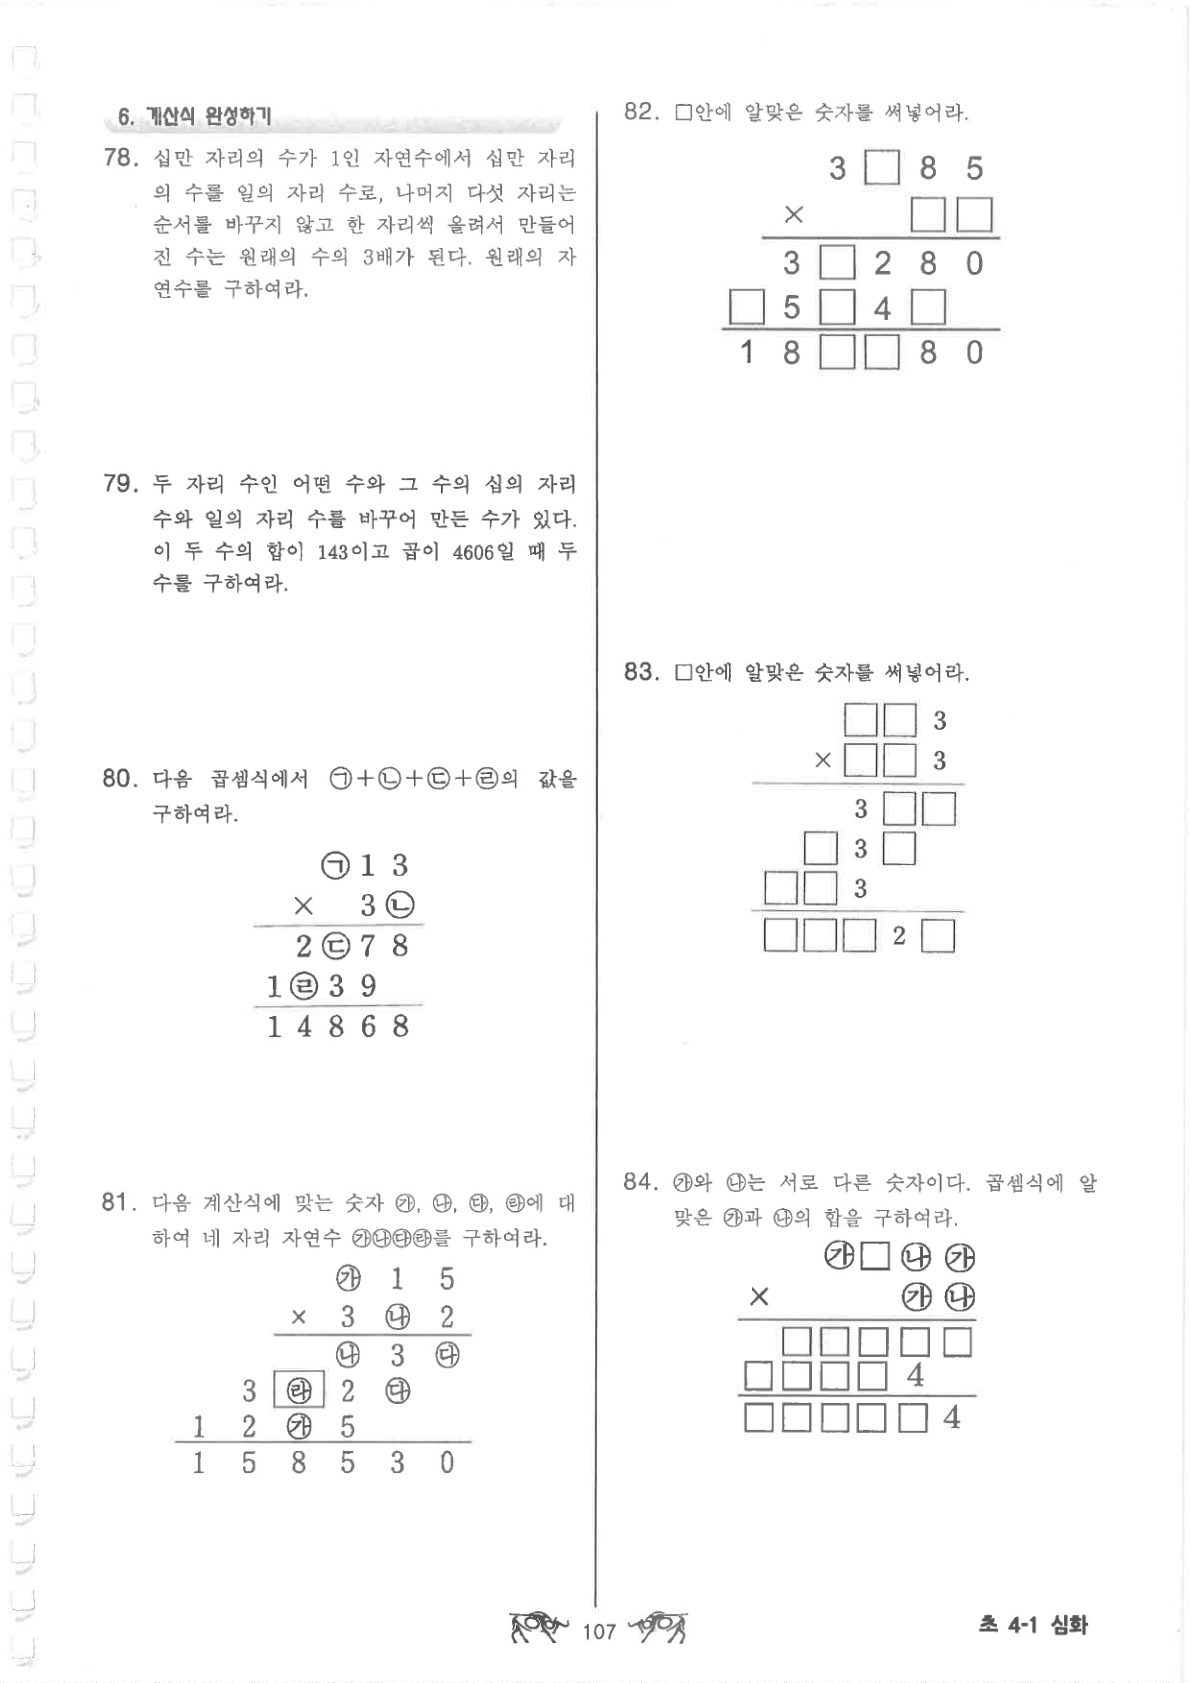 6. 계산식 완성하기
78. 십만 자리의 수가 1인 자연수에서 십만 자리
의 수를 일의 자리 수로, 나머지 다섯 자리는
순서를 바꾸지 않고 한 자리씩 올려서 만들어
진 수는 원래의 수의 3배가 된다. 원래의 자
연수를 구하여라.
79. 두 자리 수인 어떤 수와 그 수의 십의 자리
수와 일의 자리 수를 바꾸어 만든 수가 있다.
이 두 수의 합이 143이고 곱이 4606일 때 두
수를 구하여라.
80. 다음 곱셈식에서 ㉠+㉡+㉢+㉣의 값을
구하여라.
㉠ 1 3
× 3 ㉡
2 ㉢ 7 8
1 ㉣ 3 9
1 4 8 6 8
81. 다음 계산식에 맞는 숫자 ㉮, ㉯, ㉰, ㉱에 대
하여 네 자리 자연수 ㉮㉯㉰㉱를 구하여라.
㉮ 1 5
× 3 ㉯ 2
㉯ 3 ㉰
3 ㉱ 2 ㉰
1 2 ㉮ 5
1 5 8 5 3 0
82. □안에 알맞은 숫자를 써넣어라.
3 □ 8 5
× □ □
3 □ 2 8 0
□ 5 □ 4 □
1 8 □ □ 8 0
83. □안에 알맞은 숫자를 써넣어라.
□ □ 3
× □ □ 3
3 □ □
□ 3 □
□ □ 3
□ □ □ 2 □
84. ㉮와 ㉯는 서로 다른 숫자이다. 곱셈식에 알
맞은 ㉮과 ㉯의 합을 구하여라.
㉮ □ ㉯ ㉮
× ㉮ ㉯
□ □ □ □ □
□ □ □ □ 4
□ □ □ □ □ 4
107
초 4-1 심화